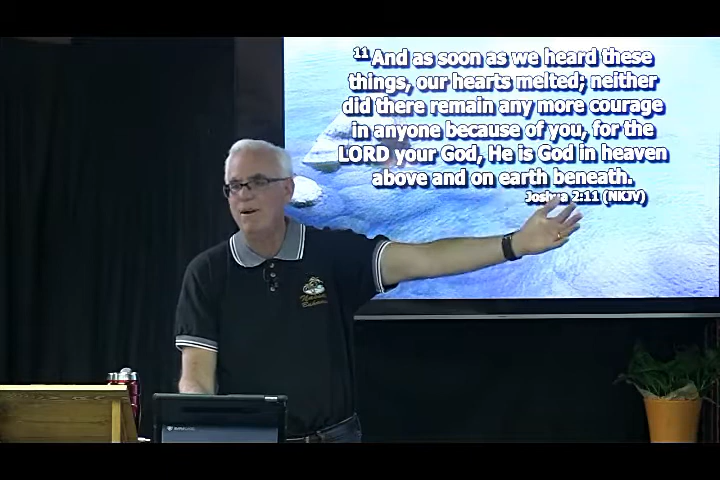 11 And as soon as we heard these
things, our hearts melted; neither
did there remain any more courage
in anyone because of you, for the
LORD your God, He is God in heaven
above and on earth beneath.
Joshua 2:11 (NKJV)